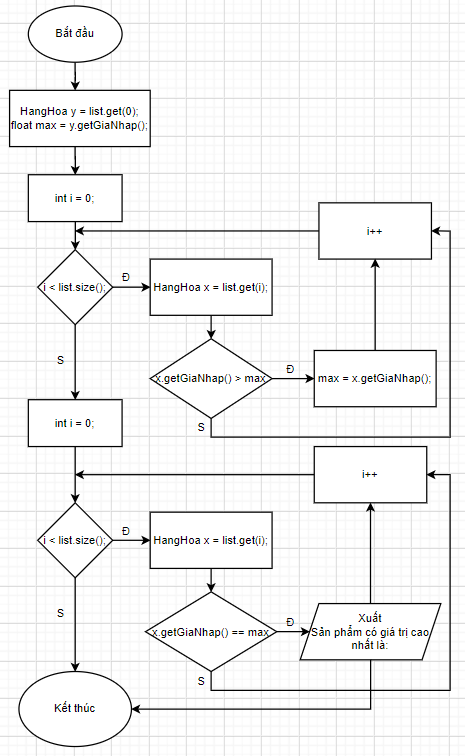 Bắt đầu
HangHoa y = list.get(0);
float max = y.getGiaNhap();
int i = 0;
i++
i < list.size();
Đ
HangHoa x = list.get(i);
S
x.getGiaNhap() > max
Đ
max = x.getGiaNhap();
S
int i = 0;
i++
i < list.size();
Đ
HangHoa x = list.get(i);
S
x.getGiaNhap() == max
Đ
Xuất
Sản phẩm có giá trị cao
nhất là:
S
Kết thúc